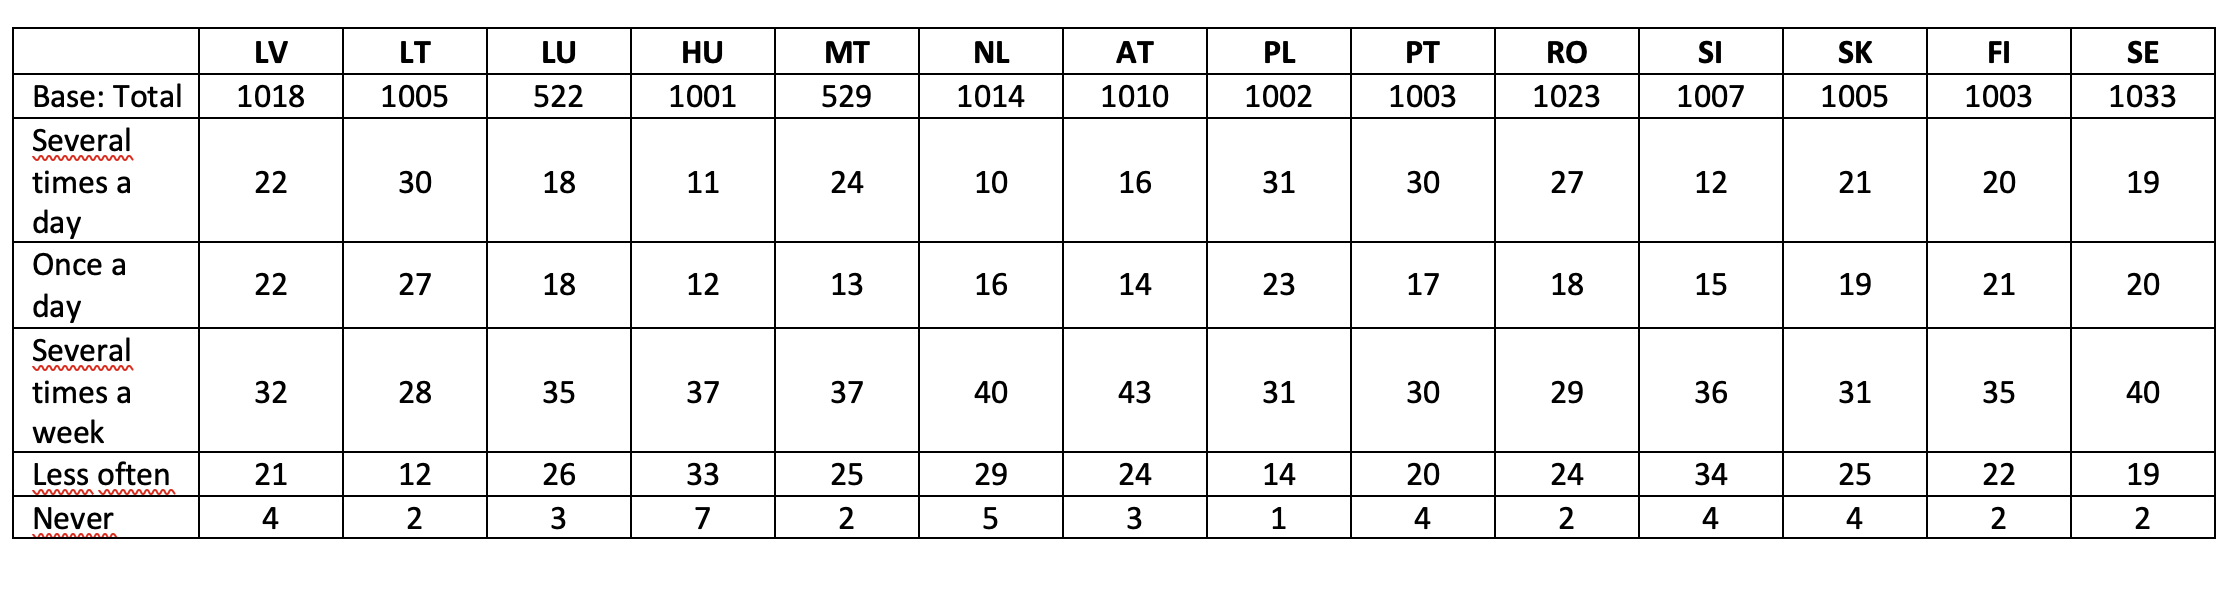 LV LT LU HU MT NL AT PL PT RO SI SK FI SE
Base: Total 1018 1005 522 1001 529 1014 1010 1002 1003 1023 1007 1005 1003 1033
Several
times a
day 22 30 18 11 24 10 16 31 30 27 12 21 20 19
Once a
day 22 27 18 12 13 16 14 23 17 18 15 19 21 20
Several
times a
week 32 28 35 37 37 40 43 31 30 29 36 31 35 40
Less often 21 12 26 33 25 29 24 14 20 24 34 25 22 19
Never 4 2 3 7 2 5 3 1 4 2 4 4 2 2